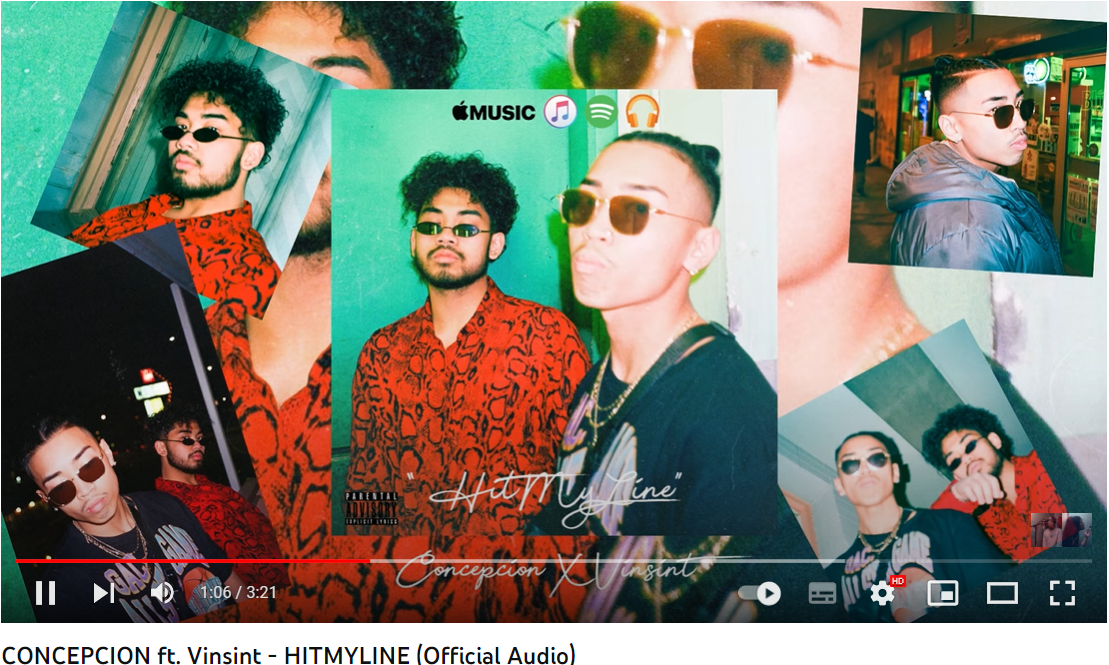 MUSIC
"HitMyLine"
PARENTAL
ADVISORY
EXPLICIT LYRICS
Concepcion X Vinsint
1:06 / 3:21
HD
CONCEPCION ft. Vinsint - HITMYLINE (Official Audio)